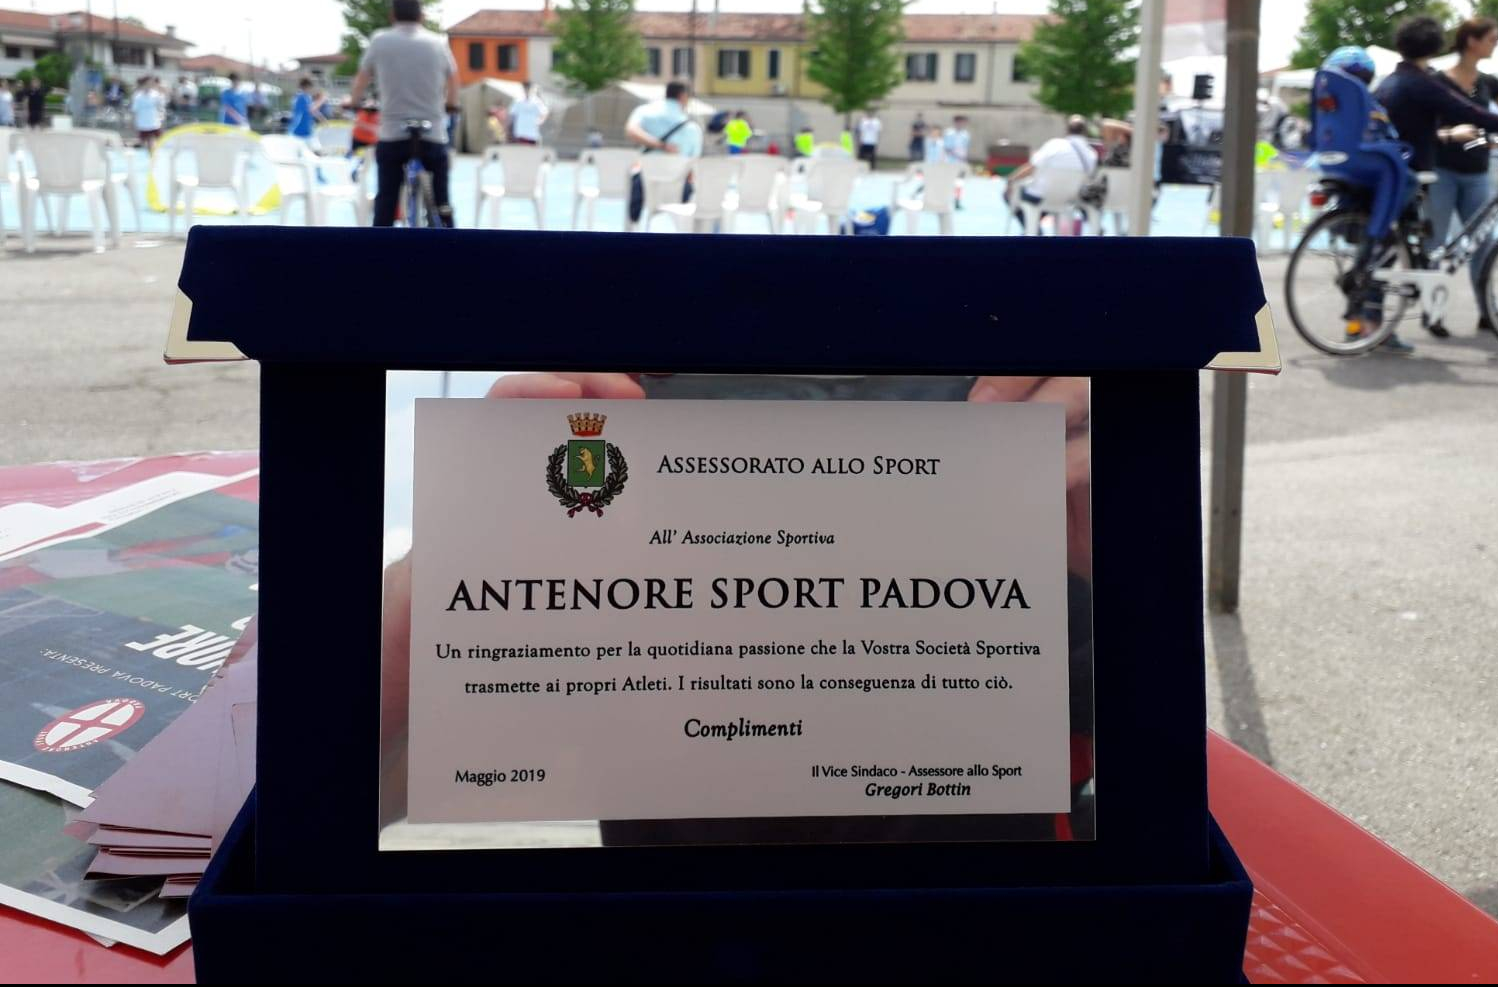 ASSESSORATO ALLO SPORT
All' Associazione Sportiva
ANTENORE SPORT PADOVA
Un ringraziamento per la quotidiana passione che la Vostra Società Sportiva
trasmette ai propri Atleti. I risultati sono la conseguenza di tutto ciò.
Complimenti
Maggio 2019
Il Vice Sindaco - Assessore allo Sport
Gregori Bottin
PADOVA PRESENTA: